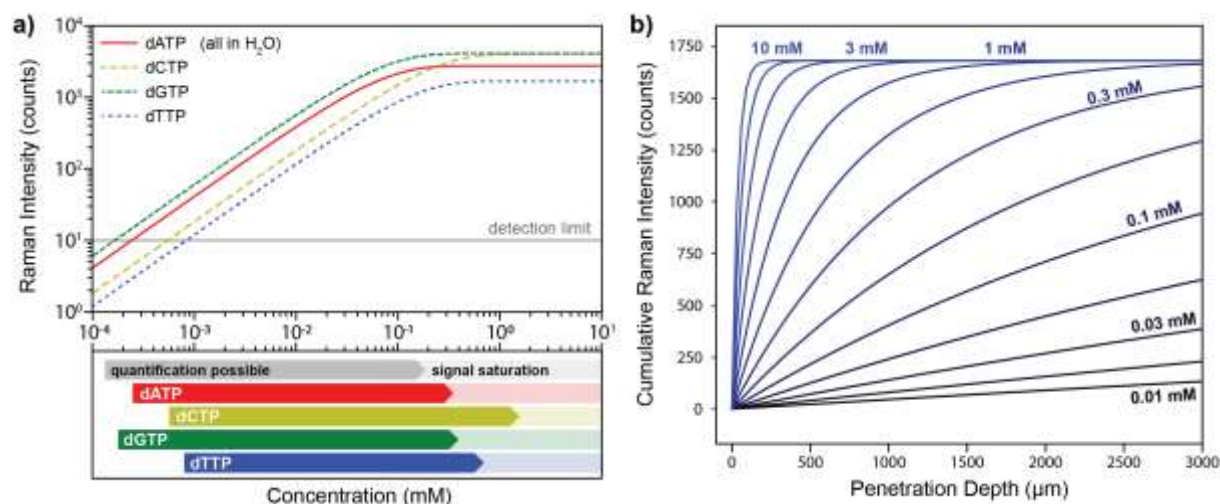 a)
10⁴
10³
10²
10¹
10⁰
Raman Intensity (counts)
dATP (all in H₂O)
dCTP
dGTP
dTTP
detection limit
10⁻⁴ 10⁻³ 10⁻² 10⁻¹ 10⁰ 10¹
quantification possible signal saturation
dATP
dCTP
dGTP
dTTP
Concentration (mM)
b)
Cumulative Raman Intensity (counts)
1750
1500
1250
1000
750
500
250
0
10 mM 3 mM 1 mM
0.3 mM
0.1 mM
0.03 mM
0.01 mM
0 500 1000 1500 2000 2500 3000
Penetration Depth (µm)